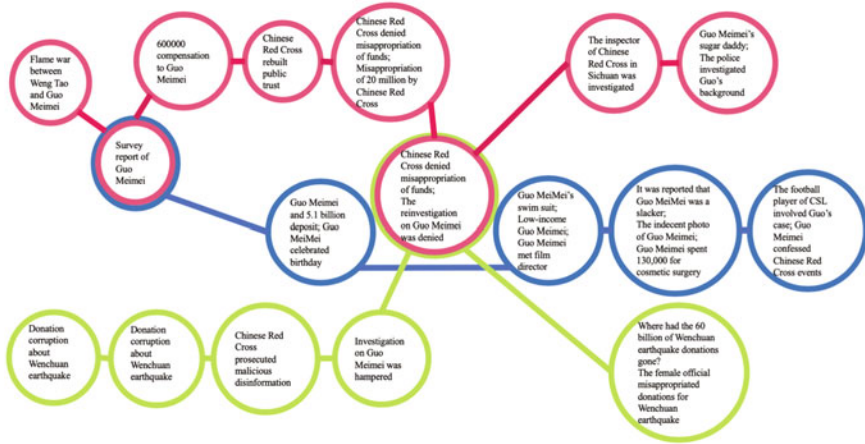 Flame war
between
Weng Tao
and Guo
Meimei
600000
compensation
to Guo
Meimei
Chinese
Red Cross
rebuilt
public
trust
Chinese Red
Cross denied
misappropriation
of funds;
Misappropriation
of 20 million by
Chinese Red
Cross
The inspector
of Chinese
Red Cross in
Sichuan was
investigated
Guo Meimei's
sugar daddy;
The police
investigated
Guo's
background
Survey
report of
Guo
Meimei
Guo Meimei
and 5.1 billion
deposit; Guo
MeiMei
celebrated
birthday
Chinese Red
Cross denied
misappropriation
of funds;
The
reinvestigation
on Guo Meimei
was denied
Guo MeiMei's
swim suit;
Low-income
Guo Meimei;
Guo Meimei
met film
director
It was reported that
Guo MeiMei was a
slacker;
The indecent photo
of Guo Meimei;
Guo Meimei spent
130,000 for
cosmetic surgery
The football
player of CSL
involved Guo's
case; Guo
Meimei
confessed
Chinese Red
Cross events
Donation
corruption
about
Wenchuan
earthquake
Donation
corruption
about
Wenchuan
earthquake
Chinese Red
Cross
prosecuted
malicious
disinformation
Investigation
on Guo
Meimei was
hampered
Where had the 60
billion of Wenchuan
earthquake donations
gone?
The female official
misappropriated
donations for
Wenchuan
earthquake